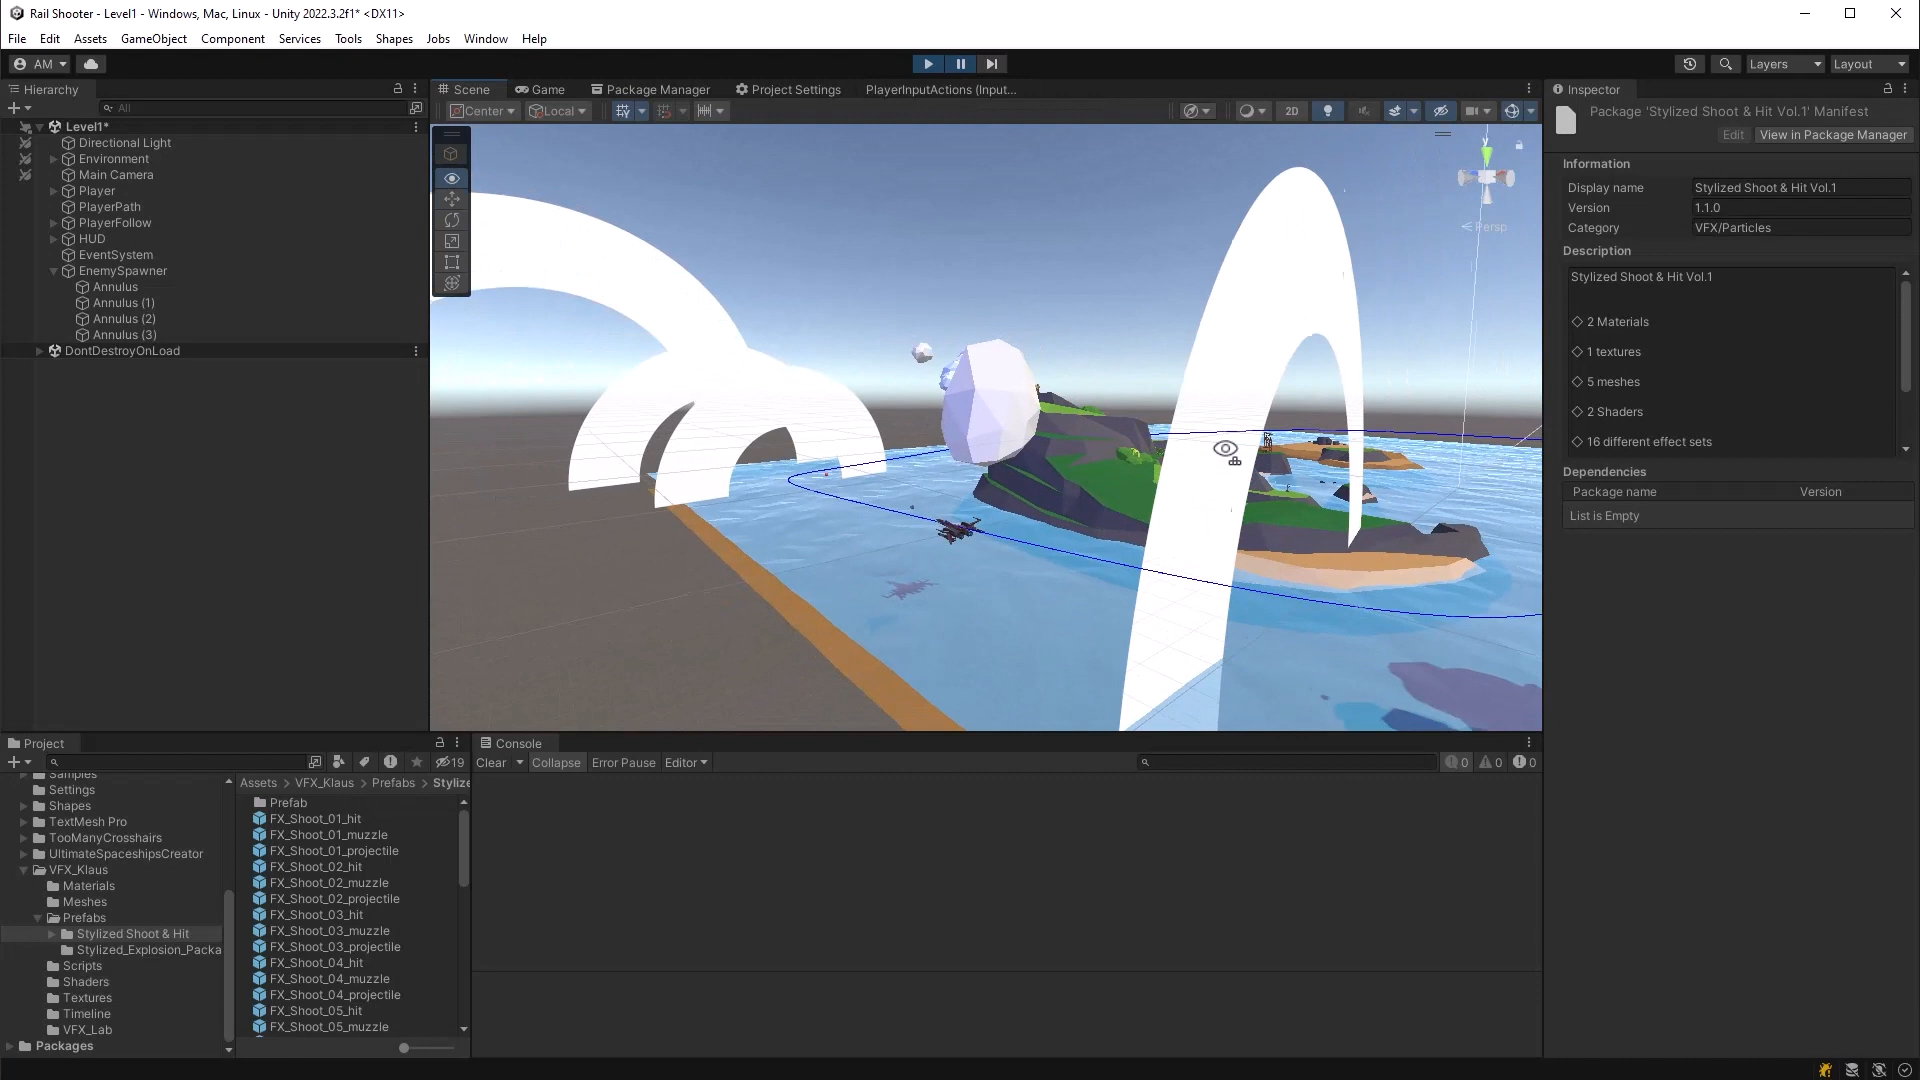 Rail Shooter - Level1 - Windows, Mac, Linux - Unity 2022.3.2f1* <DX11>
File Edit Assets GameObject Component Services Tools Shapes Jobs Window Help
AM
Layers
Layout
Hierarchy
All
Level1*
Directional Light
Environment
Main Camera
Player
PlayerPath
PlayerFollow
HUD
EventSystem
EnemySpawner
Annulus
Annulus (1)
Annulus (2)
Annulus (3)
DontDestroyOnLoad
Scene Game Package Manager Project Settings PlayerInputActions (Input...
Center Local 2D
y
Persp
Inspector
Package 'Stylized Shoot & Hit Vol.1' Manifest
Edit View in Package Manager
Information
Display name Stylized Shoot & Hit Vol.1
Version 1.1.0
Category VFX/Particles
Description
Stylized Shoot & Hit Vol.1
◇ 2 Materials
◇ 1 textures
◇ 5 meshes
◇ 2 Shaders
◇ 16 different effect sets
Dependencies
Package name Version
List is Empty
Project
19
Samples
Settings
Shapes
TextMesh Pro
TooManyCrosshairs
UltimateSpaceshipsCreator
VFX_Klaus
Materials
Meshes
Prefabs
Stylized Shoot & Hit
Stylized_Explosion_Packa
Scripts
Shaders
Textures
Timeline
VFX_Lab
Packages
Assets > VFX_Klaus > Prefabs > Stylize
Prefab
FX_Shoot_01_hit
FX_Shoot_01_muzzle
FX_Shoot_01_projectile
FX_Shoot_02_hit
FX_Shoot_02_muzzle
FX_Shoot_02_projectile
FX_Shoot_03_hit
FX_Shoot_03_muzzle
FX_Shoot_03_projectile
FX_Shoot_04_hit
FX_Shoot_04_muzzle
FX_Shoot_04_projectile
FX_Shoot_05_hit
FX_Shoot_05_muzzle
Console
Clear Collapse Error Pause Editor
0 0 0